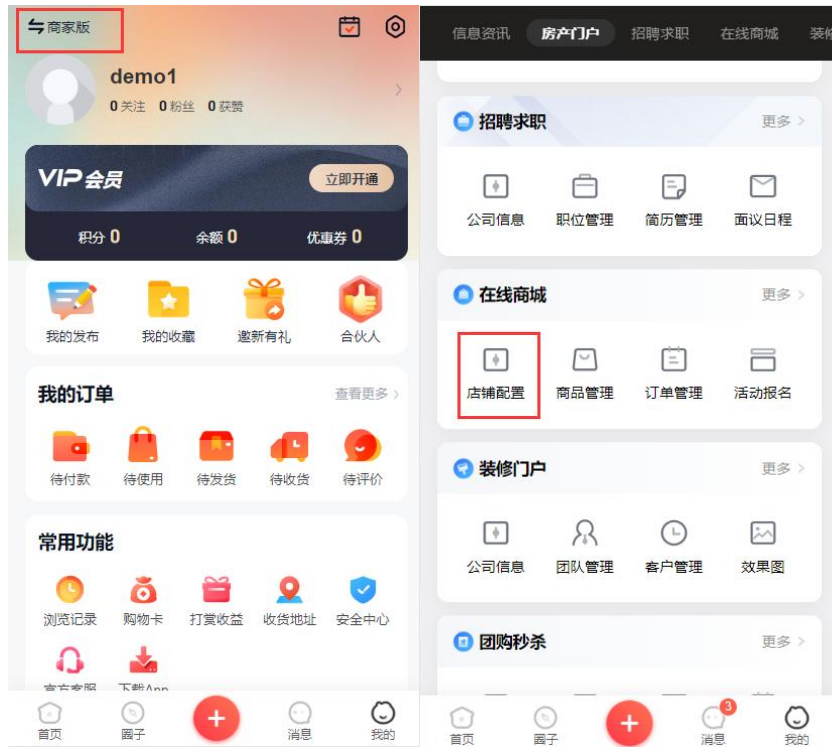 商家版
demo1
0关注 0粉丝 0获赞
VIP会员
立即开通
积分 0 余额 0 优惠券 0
我的发布 我的收藏 邀新有礼 合伙人
我的订单 查看更多
待付款 待使用 待发货 待收货 待评价
常用功能
浏览记录 购物卡 打赏收益 收货地址 安全中心
官方客服 下载App
首页 圈子 消息 我的
信息资讯 房产门户 招聘求职 在线商城 装修
招聘求职 更多
公司信息 职位管理 简历管理 面议日程
在线商城 更多
店铺配置 商品管理 订单管理 活动报名
装修门户 更多
公司信息 团队管理 客户管理 效果图
团购秒杀 更多
3
首页 圈子 消息 我的